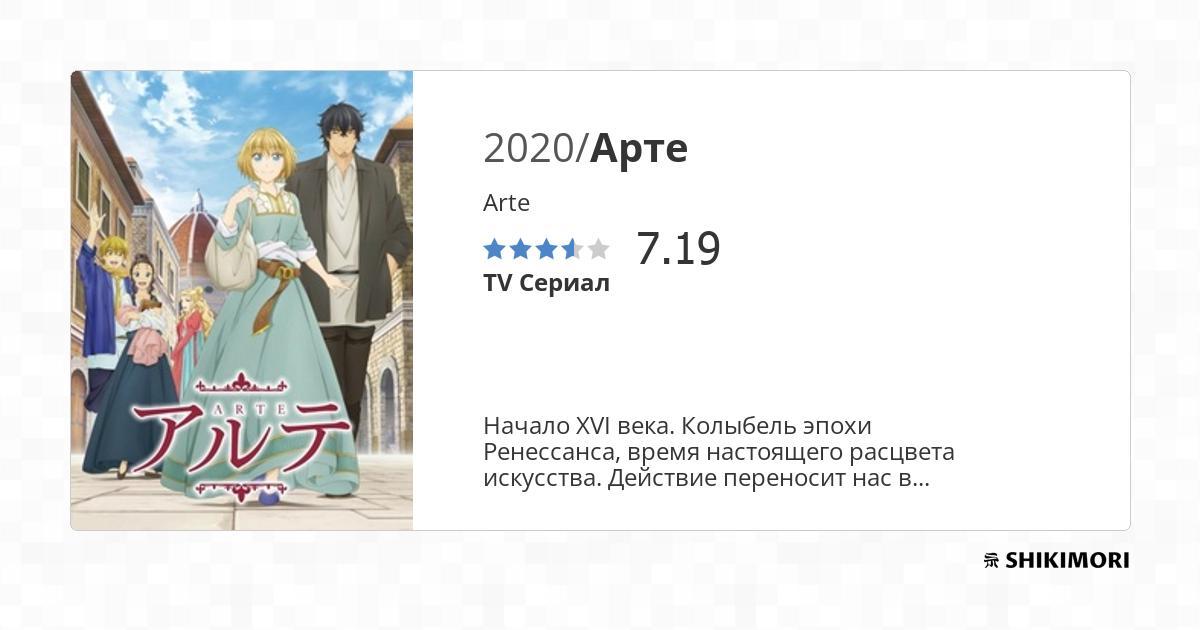 2020/Арте
Arte
7.19
TV Сериал
Начало XVI века. Колыбель эпохи
Ренессанса, время настоящего расцвета
искусства. Действие переносит нас в...
ARTE
アルテ
SHIKIMORI